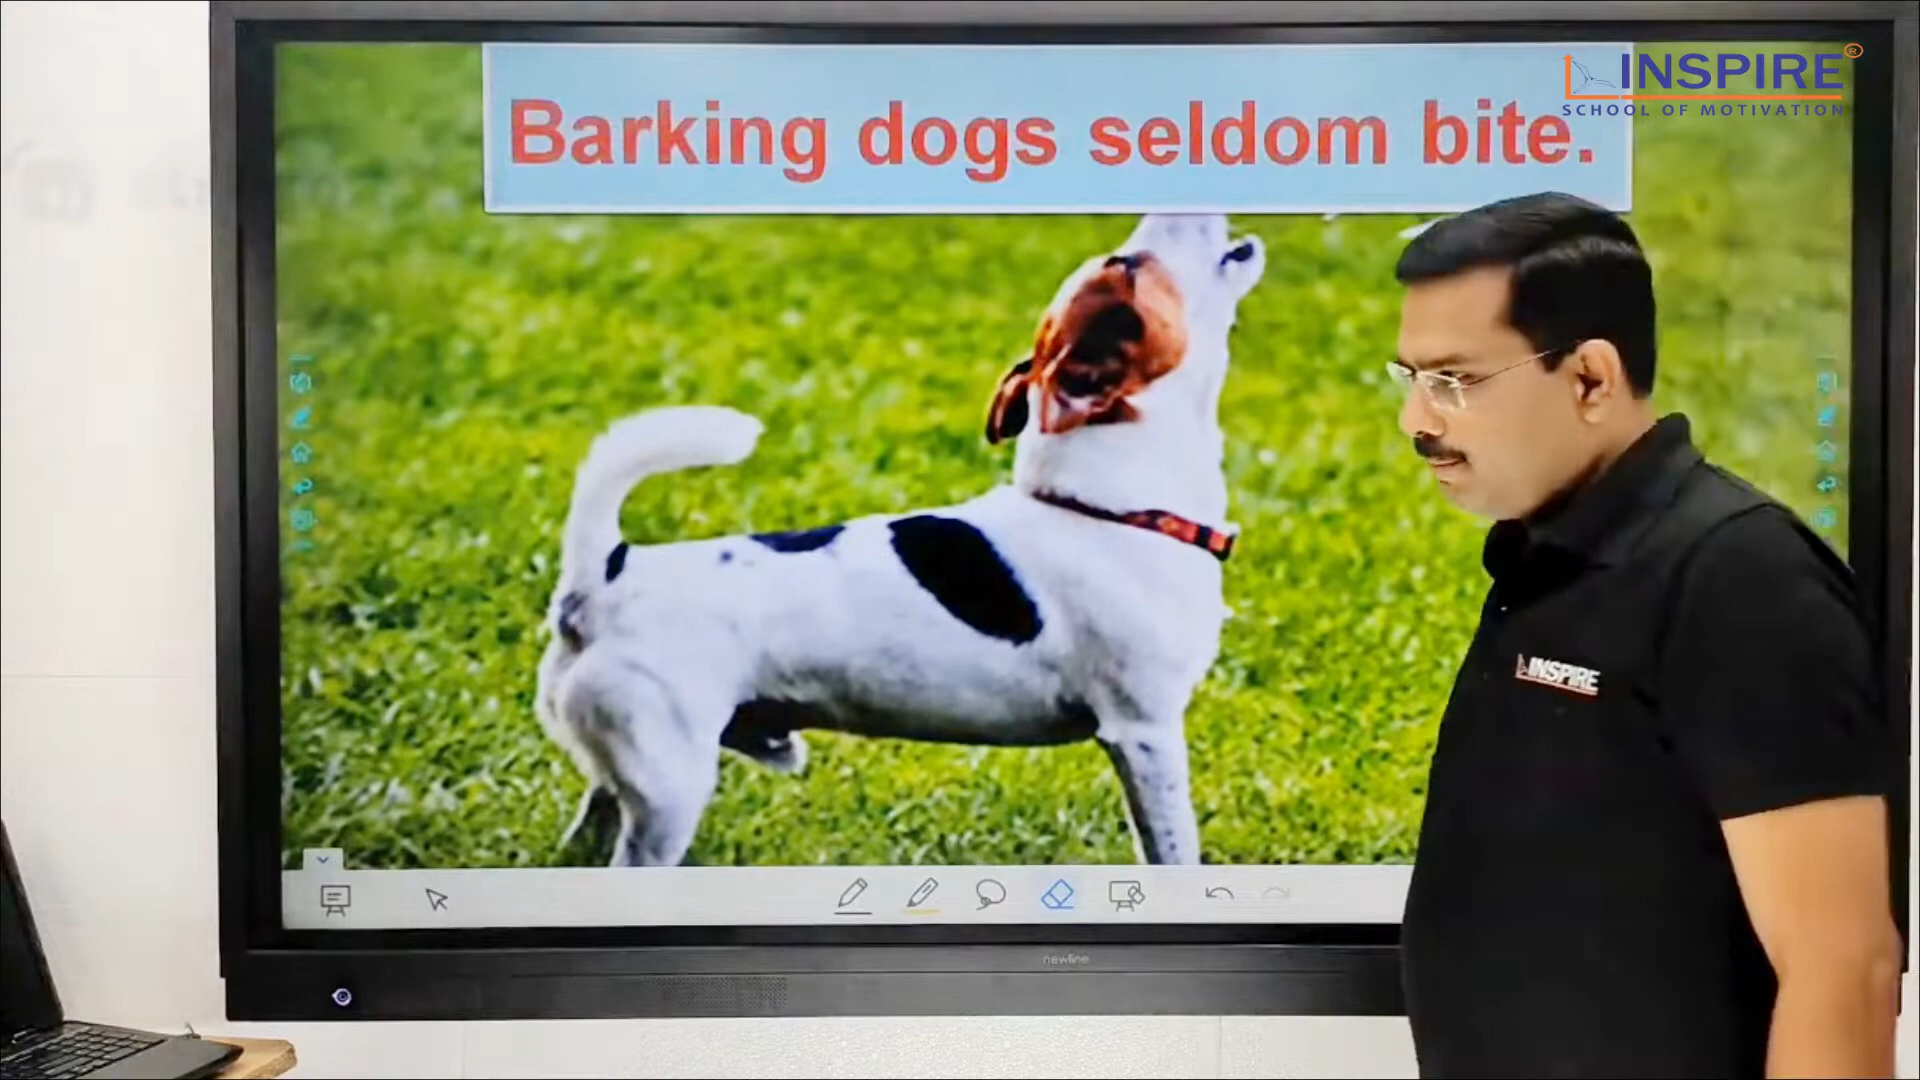 Barking dogs seldom bite.
INSPIRE®
SCHOOL OF MOTIVATION
INSPIRE
newline